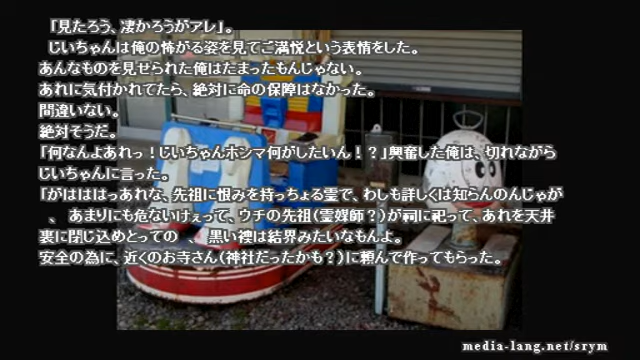 「見たろう、凄かろうがアレ」。
じいちゃんは俺の怖がる姿を見てご満悦という表情をした。
あんなものを見せられた俺はたまったもんじゃない。
あれに気付かれてたら、絶対に命の保障はなかった。
間違いない。
絶対そうだ。
「何なんよあれっ！じいちゃんホンマ何がしたいん！？」興奮した俺は、切れながら
じいちゃんに言った。
「がはははっあれな、先祖に恨みを持っちょる霊で、わしも詳しくは知らんのんじゃが
、 あまりにも危ないけぇって、ウチの先祖（霊媒師？）が祠に祀って、あれを天井
裏に閉じ込めとっての 、 黒い襖は結界みたいなもんよ。
安全の為に、近くのお寺さん（神社だったかも？）に頼んで作ってもらった。
media-lang.net/srym